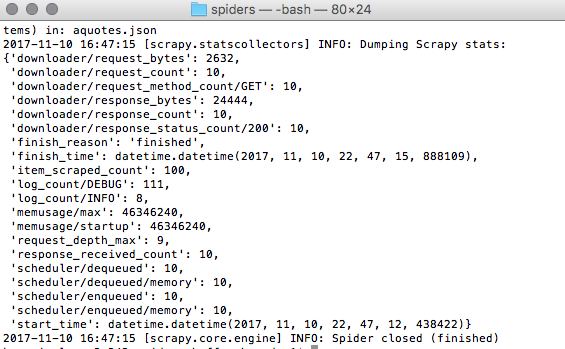 spiders — -bash — 80×24
tems) in: aquotes.json
2017-11-10 16:47:15 [scrapy.statscollectors] INFO: Dumping Scrapy stats:
{'downloader/request_bytes': 2632,
'downloader/request_count': 10,
'downloader/request_method_count/GET': 10,
'downloader/response_bytes': 24444,
'downloader/response_count': 10,
'downloader/response_status_count/200': 10,
'finish_reason': 'finished',
'finish_time': datetime.datetime(2017, 11, 10, 22, 47, 15, 888109),
'item_scraped_count': 100,
'log_count/DEBUG': 111,
'log_count/INFO': 8,
'memusage/max': 46346240,
'memusage/startup': 46346240,
'request_depth_max': 9,
'response_received_count': 10,
'scheduler/dequeued': 10,
'scheduler/dequeued/memory': 10,
'scheduler/enqueued': 10,
'scheduler/enqueued/memory': 10,
'start_time': datetime.datetime(2017, 11, 10, 22, 47, 12, 438422)}
2017-11-10 16:47:15 [scrapy.core.engine] INFO: Spider closed (finished)